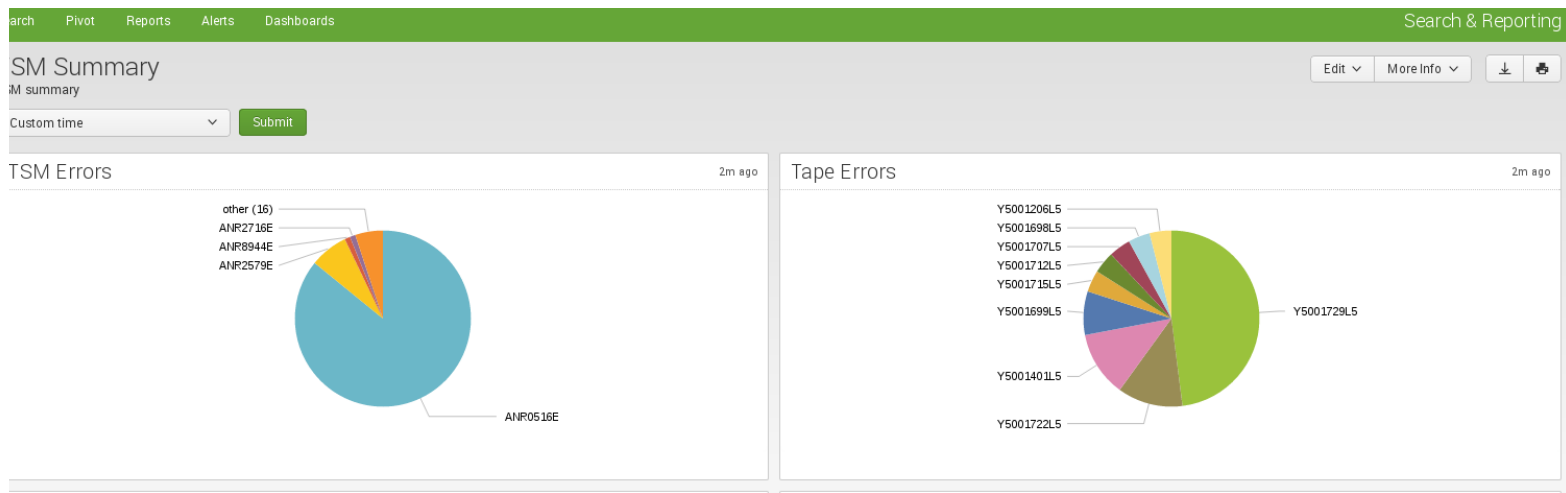 arch Pivot Reports Alerts Dashboards Search & Reporting
SM Summary
SM summary
Edit More Info
Custom time Submit
TSM Errors 2m ago
other (16)
ANR2716E
ANR8944E
ANR2579E
ANR0516E
Tape Errors 2m ago
Y5001206L5
Y5001698L5
Y5001707L5
Y5001712L5
Y5001715L5
Y5001699L5
Y5001729L5
Y5001401L5
Y5001722L5